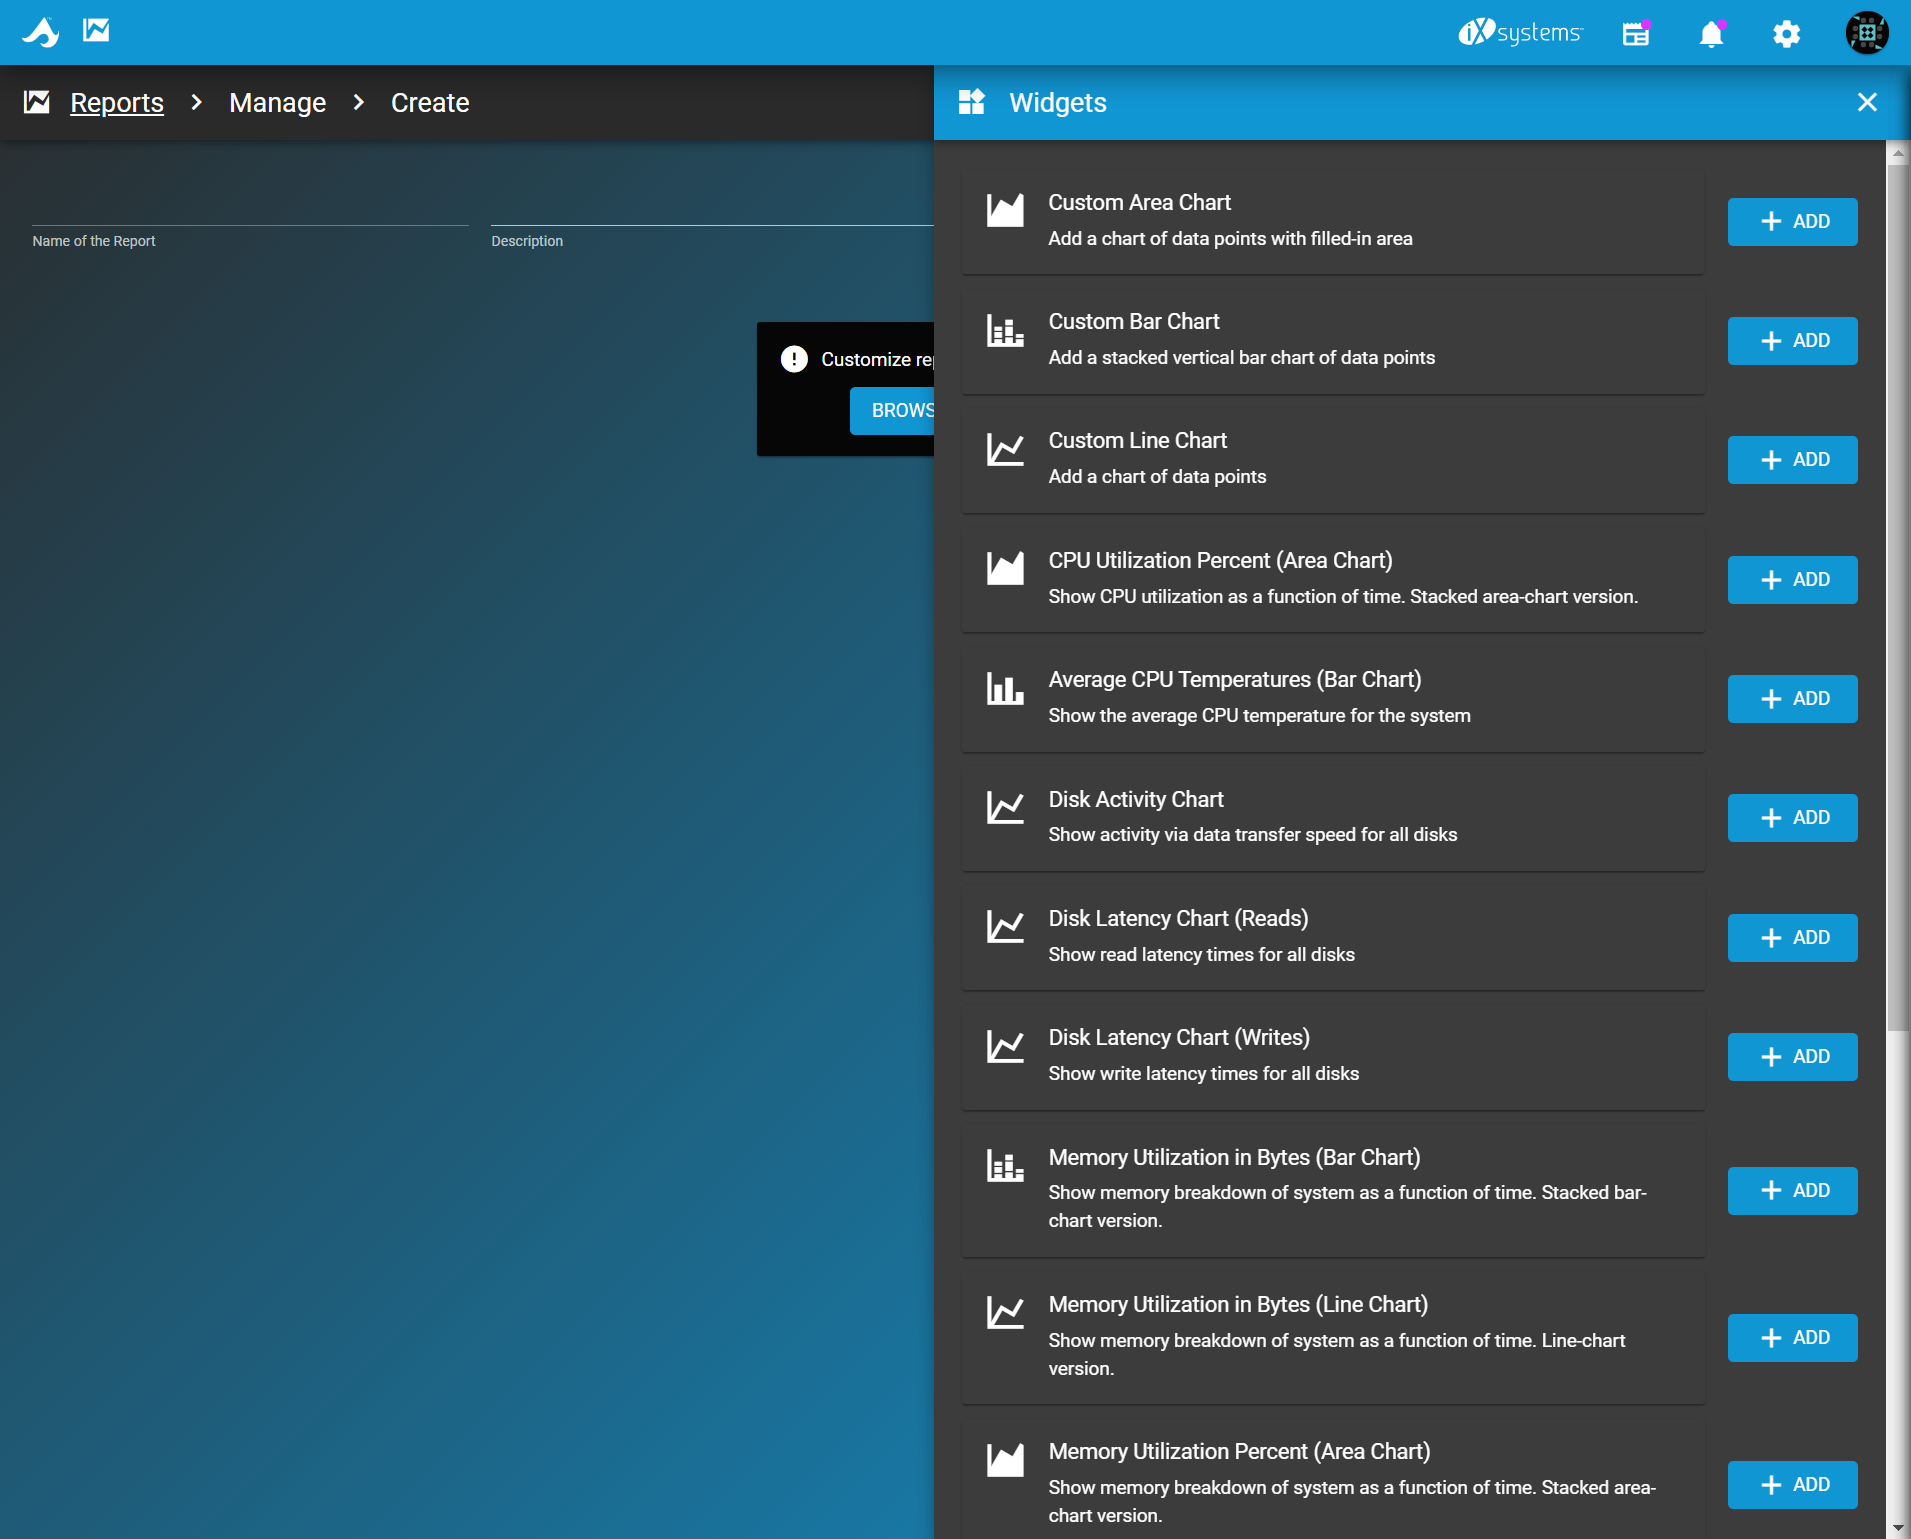 iXsystems
Reports > Manage > Create
Widgets
Name of the Report
Description
Customize
BROWS
Custom Area Chart
Add a chart of data points with filled-in area
ADD
Custom Bar Chart
Add a stacked vertical bar chart of data points
ADD
Custom Line Chart
Add a chart of data points
ADD
CPU Utilization Percent (Area Chart)
Show CPU utilization as a function of time. Stacked area-chart version.
ADD
Average CPU Temperatures (Bar Chart)
Show the average CPU temperature for the system
ADD
Disk Activity Chart
Show activity via data transfer speed for all disks
ADD
Disk Latency Chart (Reads)
Show read latency times for all disks
ADD
Disk Latency Chart (Writes)
Show write latency times for all disks
ADD
Memory Utilization in Bytes (Bar Chart)
Show memory breakdown of system as a function of time. Stacked bar-
chart version.
ADD
Memory Utilization in Bytes (Line Chart)
Show memory breakdown of system as a function of time. Line-chart
version.
ADD
Memory Utilization Percent (Area Chart)
Show memory breakdown of system as a function of time. Stacked area-
chart version.
ADD